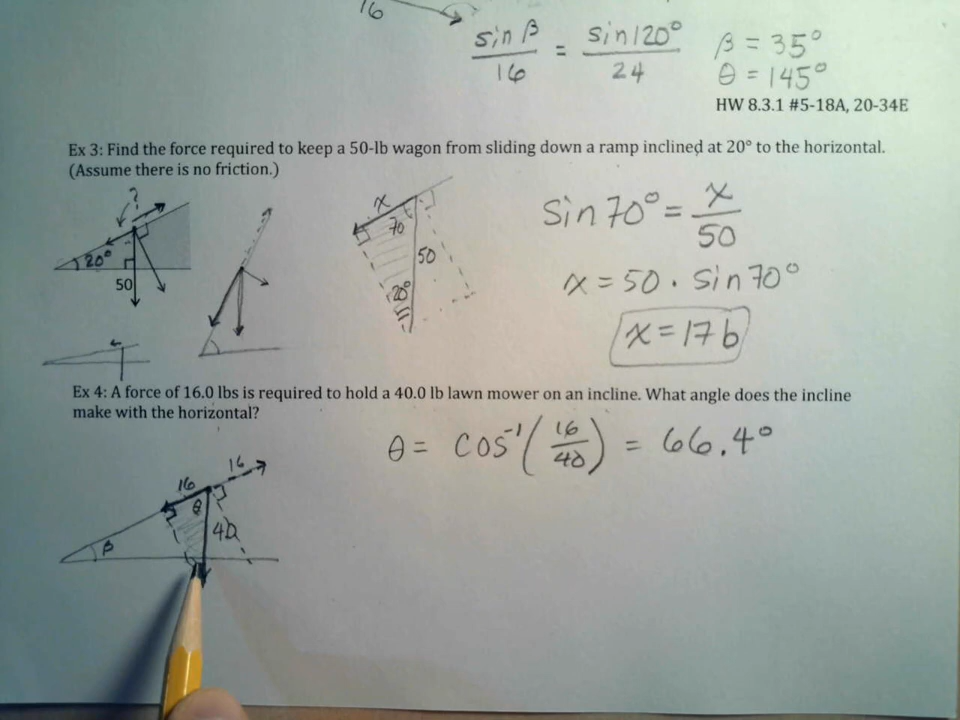 16
sin β / 16 = sin 120° / 24
β = 35°
θ = 145°
HW 8.3.1 #5-18A, 20-34E
Ex 3: Find the force required to keep a 50-lb wagon from sliding down a ramp inclined at 20° to the horizontal.
(Assume there is no friction.)
?
20°
50
x
70
50
20°
sin 70° = x / 50
x = 50 · sin 70°
x = 17 b
Ex 4: A force of 16.0 lbs is required to hold a 40.0 lb lawn mower on an incline. What angle does the incline
make with the horizontal?
θ = cos⁻¹ (16 / 40) = 66.4°
16
16
θ
40
β